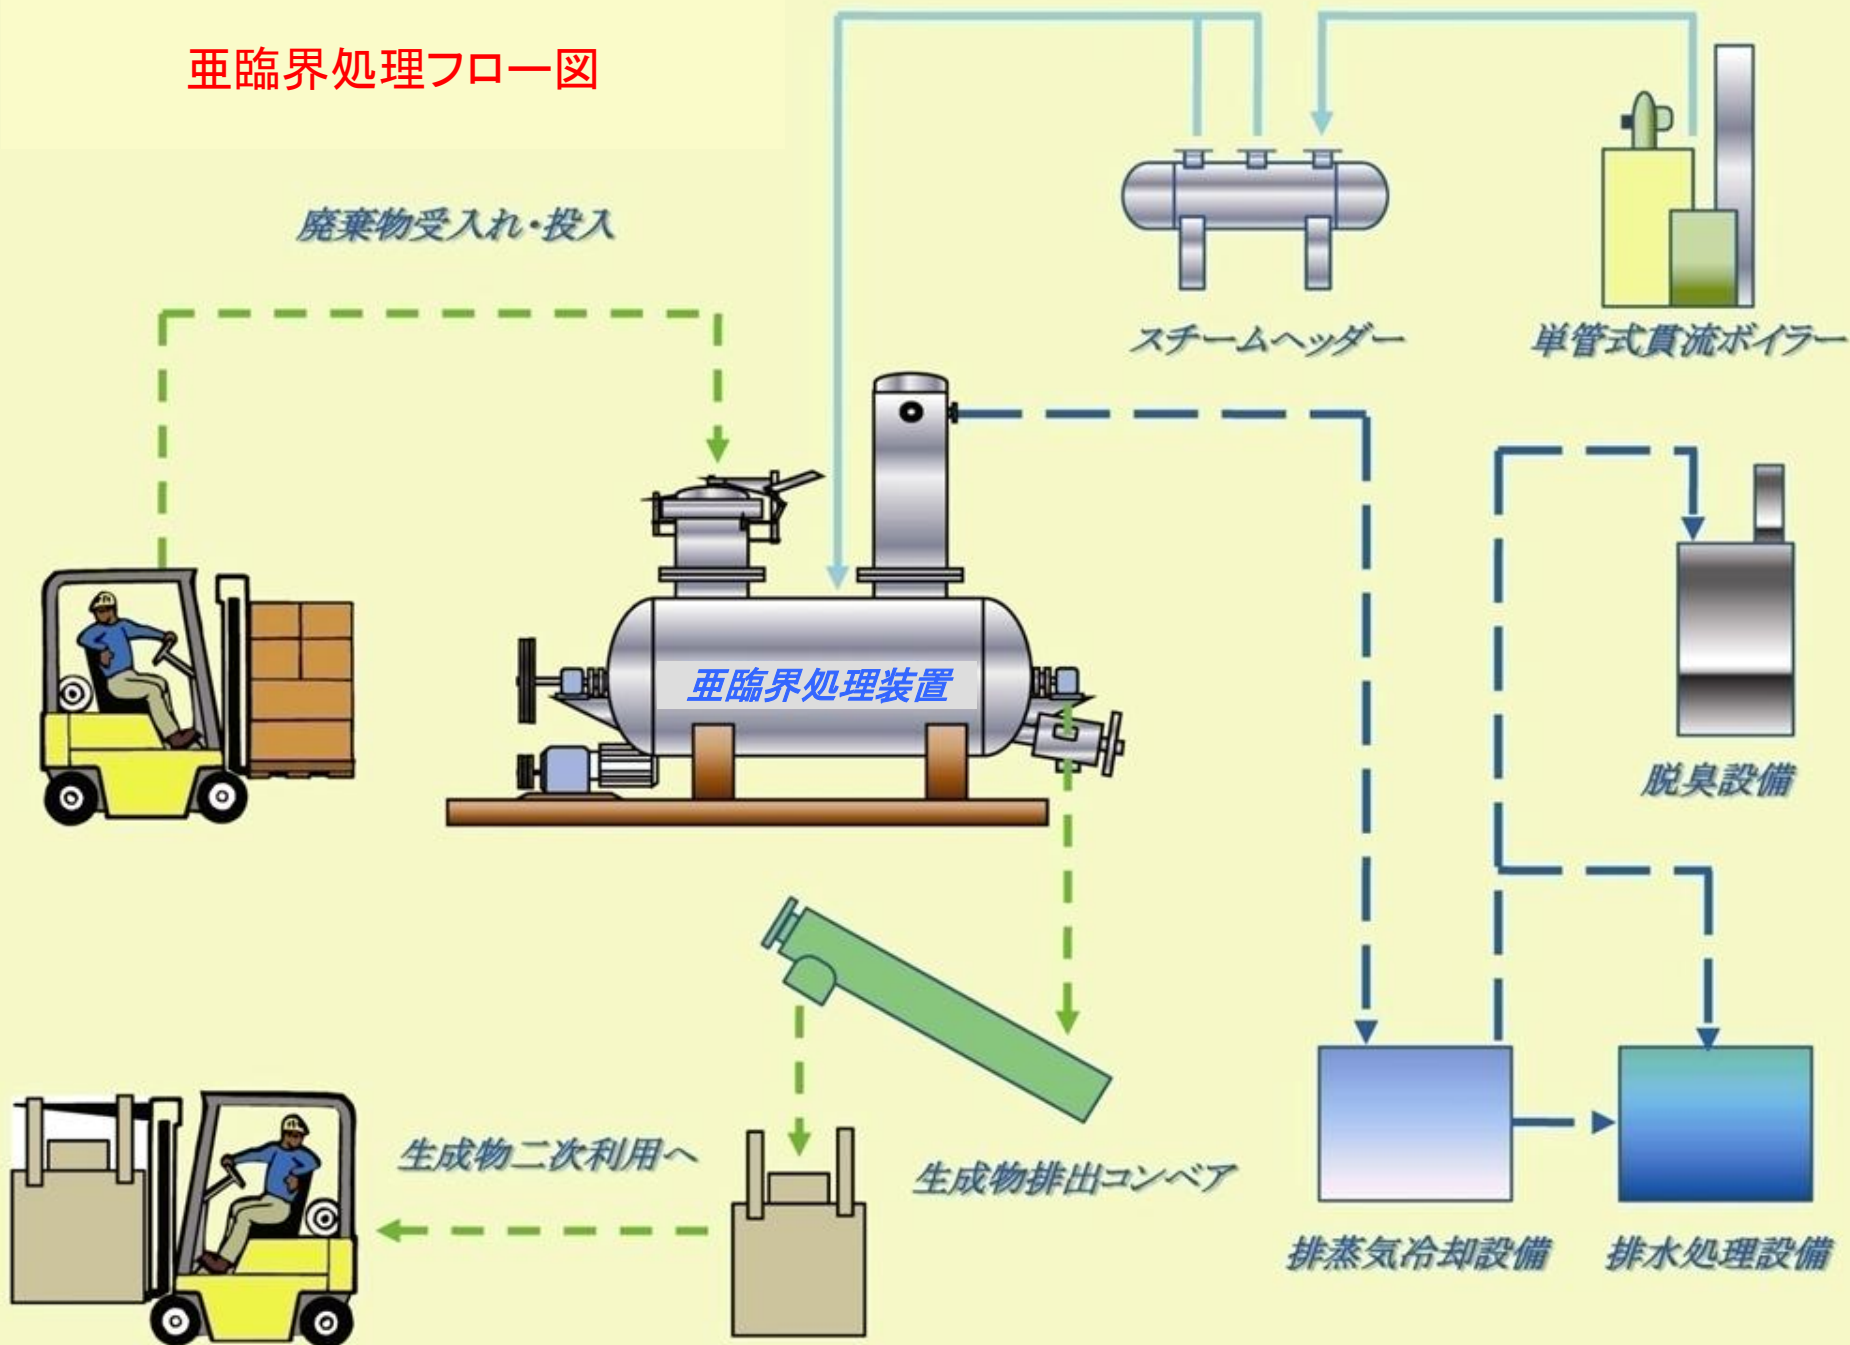 亜臨界処理フロー図
廃棄物受入れ・投入
スチームヘッダー
単管式貫流ボイラー
亜臨界処理装置
脱臭設備
生成物二次利用へ
生成物排出コンベア
排蒸気冷却設備
排水処理設備